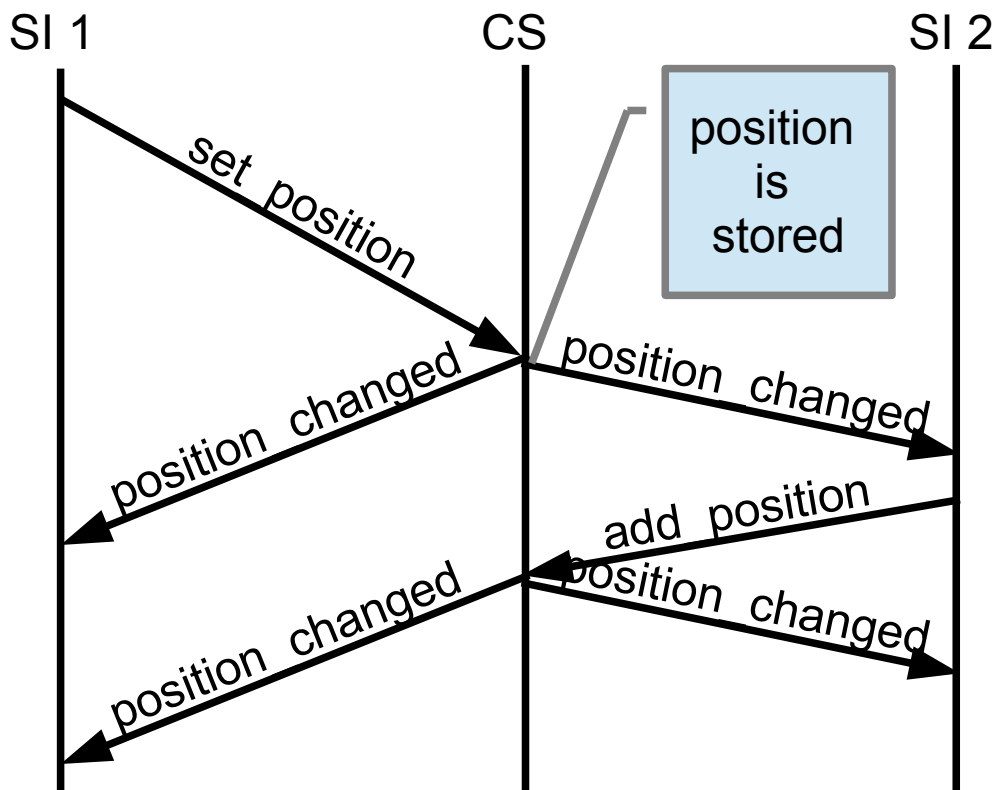 SI 1
CS
SI 2
position
is
stored
set position
position changed
position changed
add position
position changed
position changed